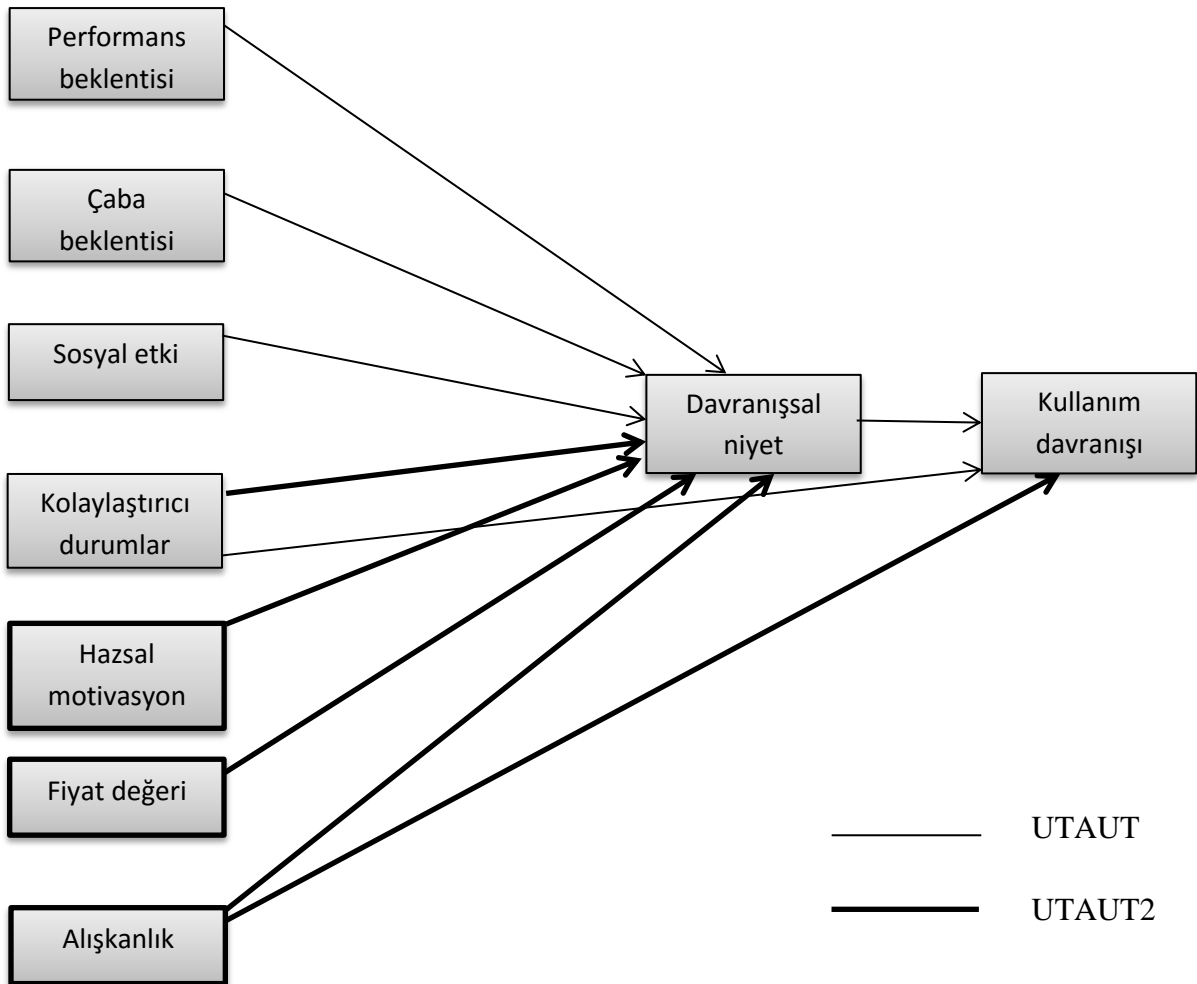 Performans
beklentisi
Çaba
beklentisi
Sosyal etki
Kolaylaştırıcı
durumlar
Hazsal
motivasyon
Fiyat değeri
Alışkanlık
Davranışsal
niyet
Kullanım
davranışı
UTAUT
UTAUT2